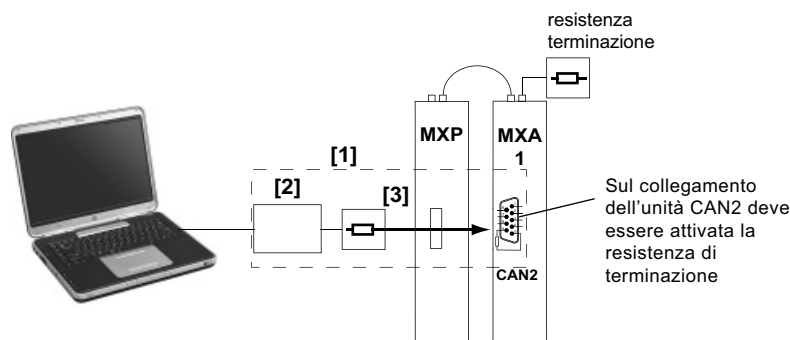 resistenza
terminazione
MXP
MXA
1
[1]
[2]
[3]
Sul collegamento
dell'unità CAN2 deve
essere attivata la
resistenza di
terminazione
CAN2